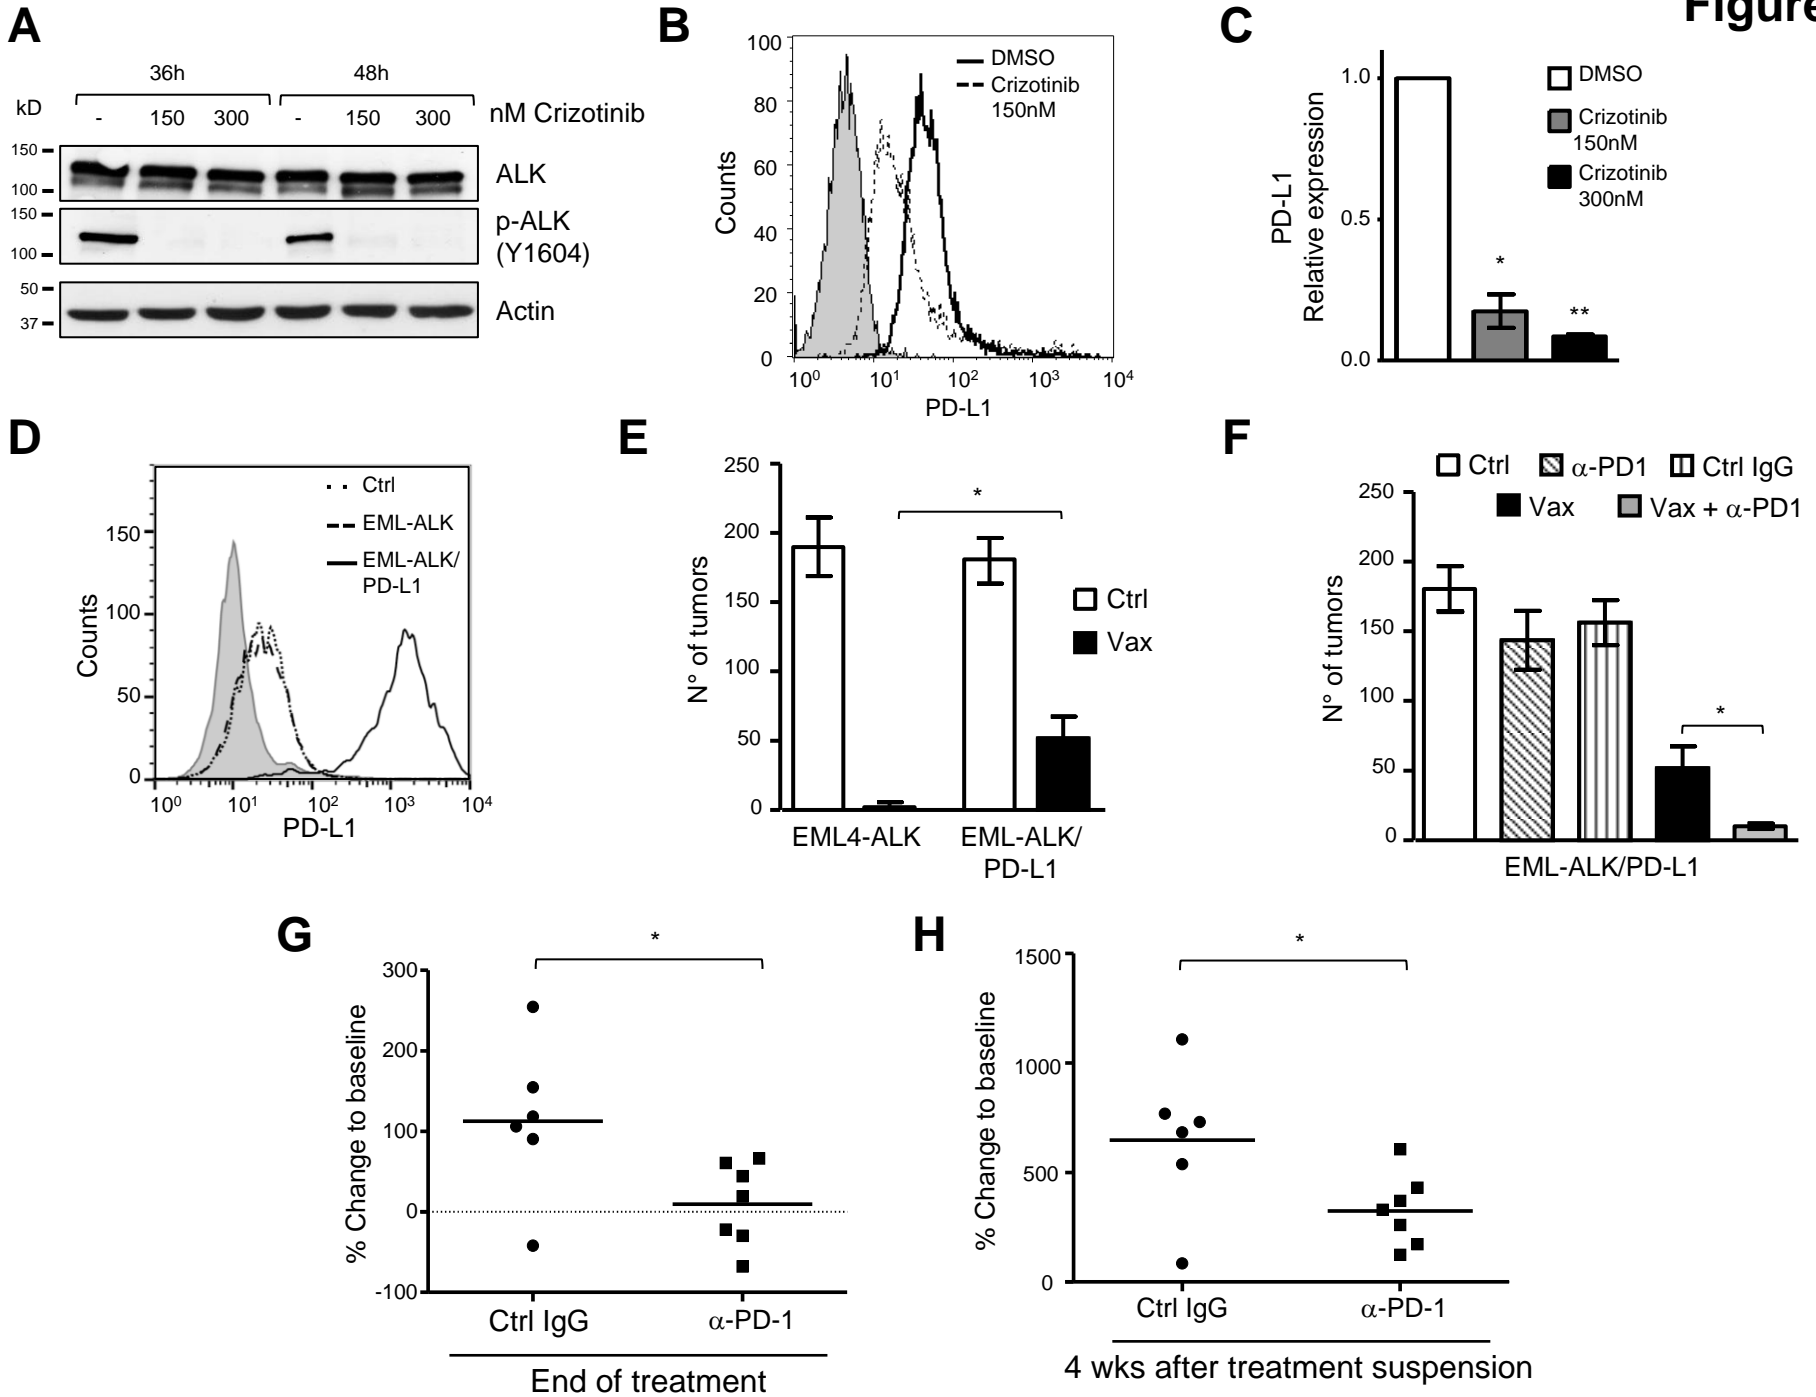 Figure
A
36h 48h
kD
- 150 300 - 150 300 nM Crizotinib
150
100
ALK
150
100
p-ALK
(Y1604)
50
37
Actin
B
100
80
60
40
20
0
Counts
DMSO
Crizotinib
150nM
10⁰ 10¹ 10² 10³ 10⁴
PD-L1
C
1.0
0.5
0.0
PD-L1
Relative expression
*
**
DMSO
Crizotinib
150nM
Crizotinib
300nM
D
150
100
50
0
Counts
Ctrl
EML-ALK
EML-ALK/
PD-L1
10⁰ 10¹ 10² 10³ 10⁴
PD-L1
E
250
200
150
100
50
0
N° of tumors
*
Ctrl
Vax
EML4-ALK EML-ALK/
PD-L1
F
Ctrl α-PD1 Ctrl IgG
Vax Vax + α-PD1
250
200
150
100
50
0
N° of tumors
*
EML-ALK/PD-L1
G
*
300
200
100
0
-100
% Change to baseline
Ctrl IgG α-PD-1
End of treatment
H
*
1500
1000
500
0
% Change to baseline
Ctrl IgG α-PD-1
4 wks after treatment suspension